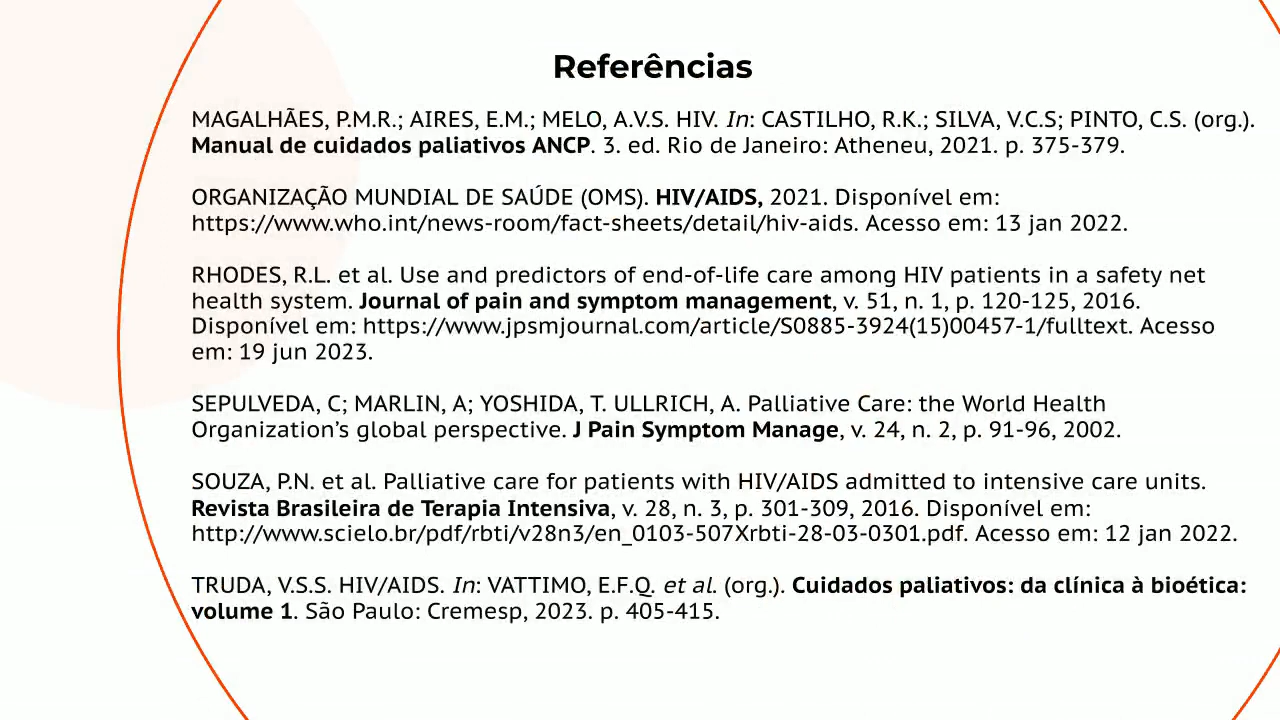 Referências
MAGALHÃES, P.M.R.; AIRES, E.M.; MELO, A.V.S. HIV. In: CASTILHO, R.K.; SILVA, V.C.S; PINTO, C.S. (org.).
Manual de cuidados paliativos ANCP. 3. ed. Rio de Janeiro: Atheneu, 2021. p. 375-379.
ORGANIZAÇÃO MUNDIAL DE SAÚDE (OMS). HIV/AIDS, 2021. Disponível em:
https://www.who.int/news-room/fact-sheets/detail/hiv-aids. Acesso em: 13 jan 2022.
RHODES, R.L. et al. Use and predictors of end-of-life care among HIV patients in a safety net
health system. Journal of pain and symptom management, v. 51, n. 1, p. 120-125, 2016.
Disponível em: https://www.jpsmjournal.com/article/S0885-3924(15)00457-1/fulltext. Acesso
em: 19 jun 2023.
SEPULVEDA, C; MARLIN, A; YOSHIDA, T. ULLRICH, A. Palliative Care: the World Health
Organization’s global perspective. J Pain Symptom Manage, v. 24, n. 2, p. 91-96, 2002.
SOUZA, P.N. et al. Palliative care for patients with HIV/AIDS admitted to intensive care units.
Revista Brasileira de Terapia Intensiva, v. 28, n. 3, p. 301-309, 2016. Disponível em:
http://www.scielo.br/pdf/rbti/v28n3/en_0103-507Xrbti-28-03-0301.pdf. Acesso em: 12 jan 2022.
TRUDA, V.S.S. HIV/AIDS. In: VATTIMO, E.F.Q. et al. (org.). Cuidados paliativos: da clínica à bioética:
volume 1. São Paulo: Cremesp, 2023. p. 405-415.